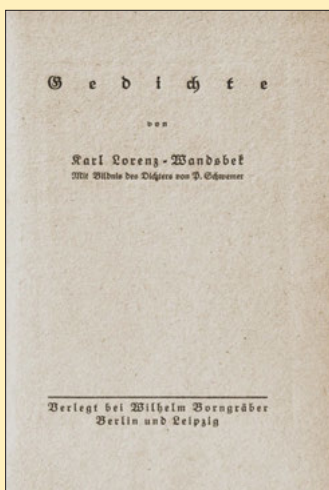 Gedichte
von
Karl Lorenz-Wandsbek
Mit Bildnis des Dichters von P. Schwemer
Verlegt bei Wilhelm Borngräber
Berlin und Leipzig